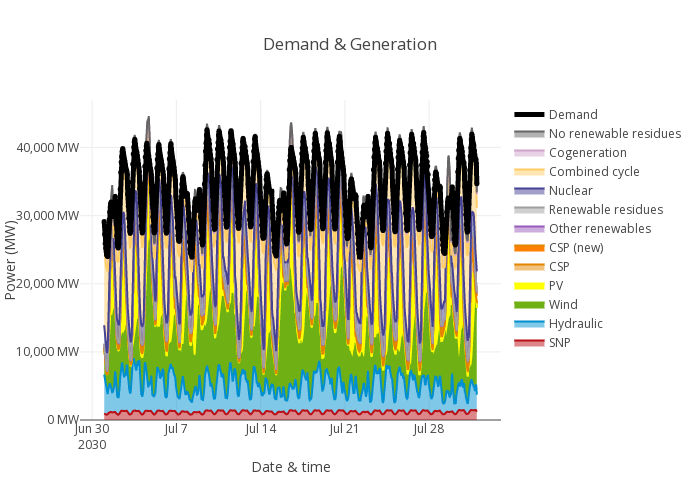 Demand & Generation
Power (MW)
40,000 MW
30,000 MW
20,000 MW
10,000 MW
0 MW
Jun 30
2030
Jul 7
Jul 14
Jul 21
Jul 28
Date & time
Demand
No renewable residues
Cogeneration
Combined cycle
Nuclear
Renewable residues
Other renewables
CSP (new)
CSP
PV
Wind
Hydraulic
SNP